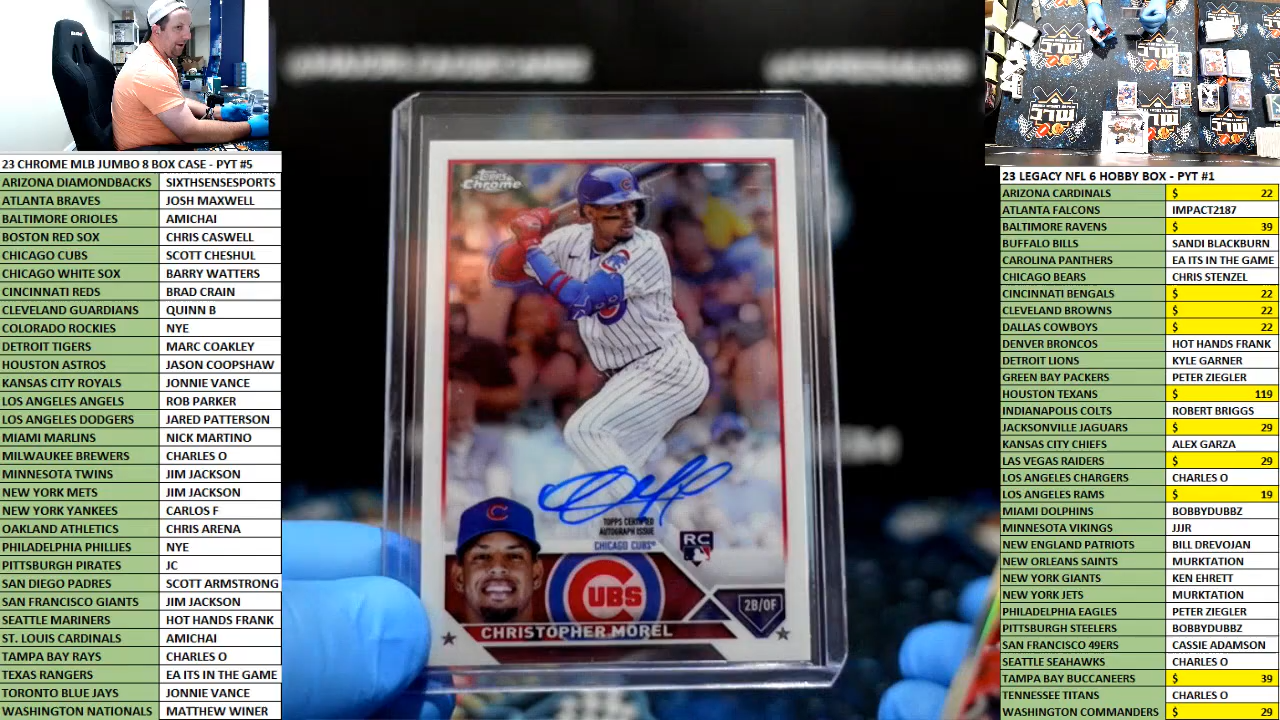 23 CHROME MLB JUMBO 8 BOX CASE - PYT #5
ARIZONA DIAMONDBACKS SIXTHSENSESPORTS
ATLANTA BRAVES JOSH MAXWELL
BALTIMORE ORIOLES AMICHAI
BOSTON RED SOX CHRIS CASWELL
CHICAGO CUBS SCOTT CHESHUL
CHICAGO WHITE SOX BARRY WATTERS
CINCINNATI REDS BRAD CRAIN
CLEVELAND GUARDIANS QUINN B
COLORADO ROCKIES NYE
DETROIT TIGERS MARC COAKLEY
HOUSTON ASTROS JASON COOPSHAW
KANSAS CITY ROYALS JONNIE VANCE
LOS ANGELES ANGELS ROB PARKER
LOS ANGELES DODGERS JARED PATTERSON
MIAMI MARLINS NICK MARTINO
MILWAUKEE BREWERS CHARLES O
MINNESOTA TWINS JIM JACKSON
NEW YORK METS JIM JACKSON
NEW YORK YANKEES CARLOS F
OAKLAND ATHLETICS CHRIS ARENA
PHILADELPHIA PHILLIES NYE
PITTSBURGH PIRATES JC
SAN DIEGO PADRES SCOTT ARMSTRONG
SAN FRANCISCO GIANTS JIM JACKSON
SEATTLE MARINERS HOT HANDS FRANK
ST. LOUIS CARDINALS AMICHAI
TAMPA BAY RAYS CHARLES O
TEXAS RANGERS EA ITS IN THE GAME
TORONTO BLUE JAYS JONNIE VANCE
WASHINGTON NATIONALS MATTHEW WINER
Topps
Chrome
TOPPS CERTIFIED
AUTOGRAPH ISSUE
CHICAGO CUBS
RC
C
CUBS
2B/OF
CHRISTOPHER MOREL
23 LEGACY NFL 6 HOBBY BOX - PYT #1
ARIZONA CARDINALS $ 22
ATLANTA FALCONS IMPACT2187
BALTIMORE RAVENS $ 39
BUFFALO BILLS SANDI BLACKBURN
CAROLINA PANTHERS EA ITS IN THE GAME
CHICAGO BEARS CHRIS STENZEL
CINCINNATI BENGALS $ 22
CLEVELAND BROWNS $ 22
DALLAS COWBOYS $ 22
DENVER BRONCOS HOT HANDS FRANK
DETROIT LIONS KYLE GARNER
GREEN BAY PACKERS PETER ZIEGLER
HOUSTON TEXANS $ 119
INDIANAPOLIS COLTS ROBERT BRIGGS
JACKSONVILLE JAGUARS $ 29
KANSAS CITY CHIEFS ALEX GARZA
LAS VEGAS RAIDERS $ 29
LOS ANGELES CHARGERS CHARLES O
LOS ANGELES RAMS $ 19
MIAMI DOLPHINS BOBBYDUBBZ
MINNESOTA VIKINGS JJJR
NEW ENGLAND PATRIOTS BILL DREVOJAN
NEW ORLEANS SAINTS MURKTATION
NEW YORK GIANTS KEN EHRETT
NEW YORK JETS MURKTATION
PHILADELPHIA EAGLES PETER ZIEGLER
PITTSBURGH STEELERS BOBBYDUBBZ
SAN FRANCISCO 49ERS CASSIE ADAMSON
SEATTLE SEAHAWKS CHARLES O
TAMPA BAY BUCCANEERS $ 39
TENNESSEE TITANS CHARLES O
WASHINGTON COMMANDERS $ 29